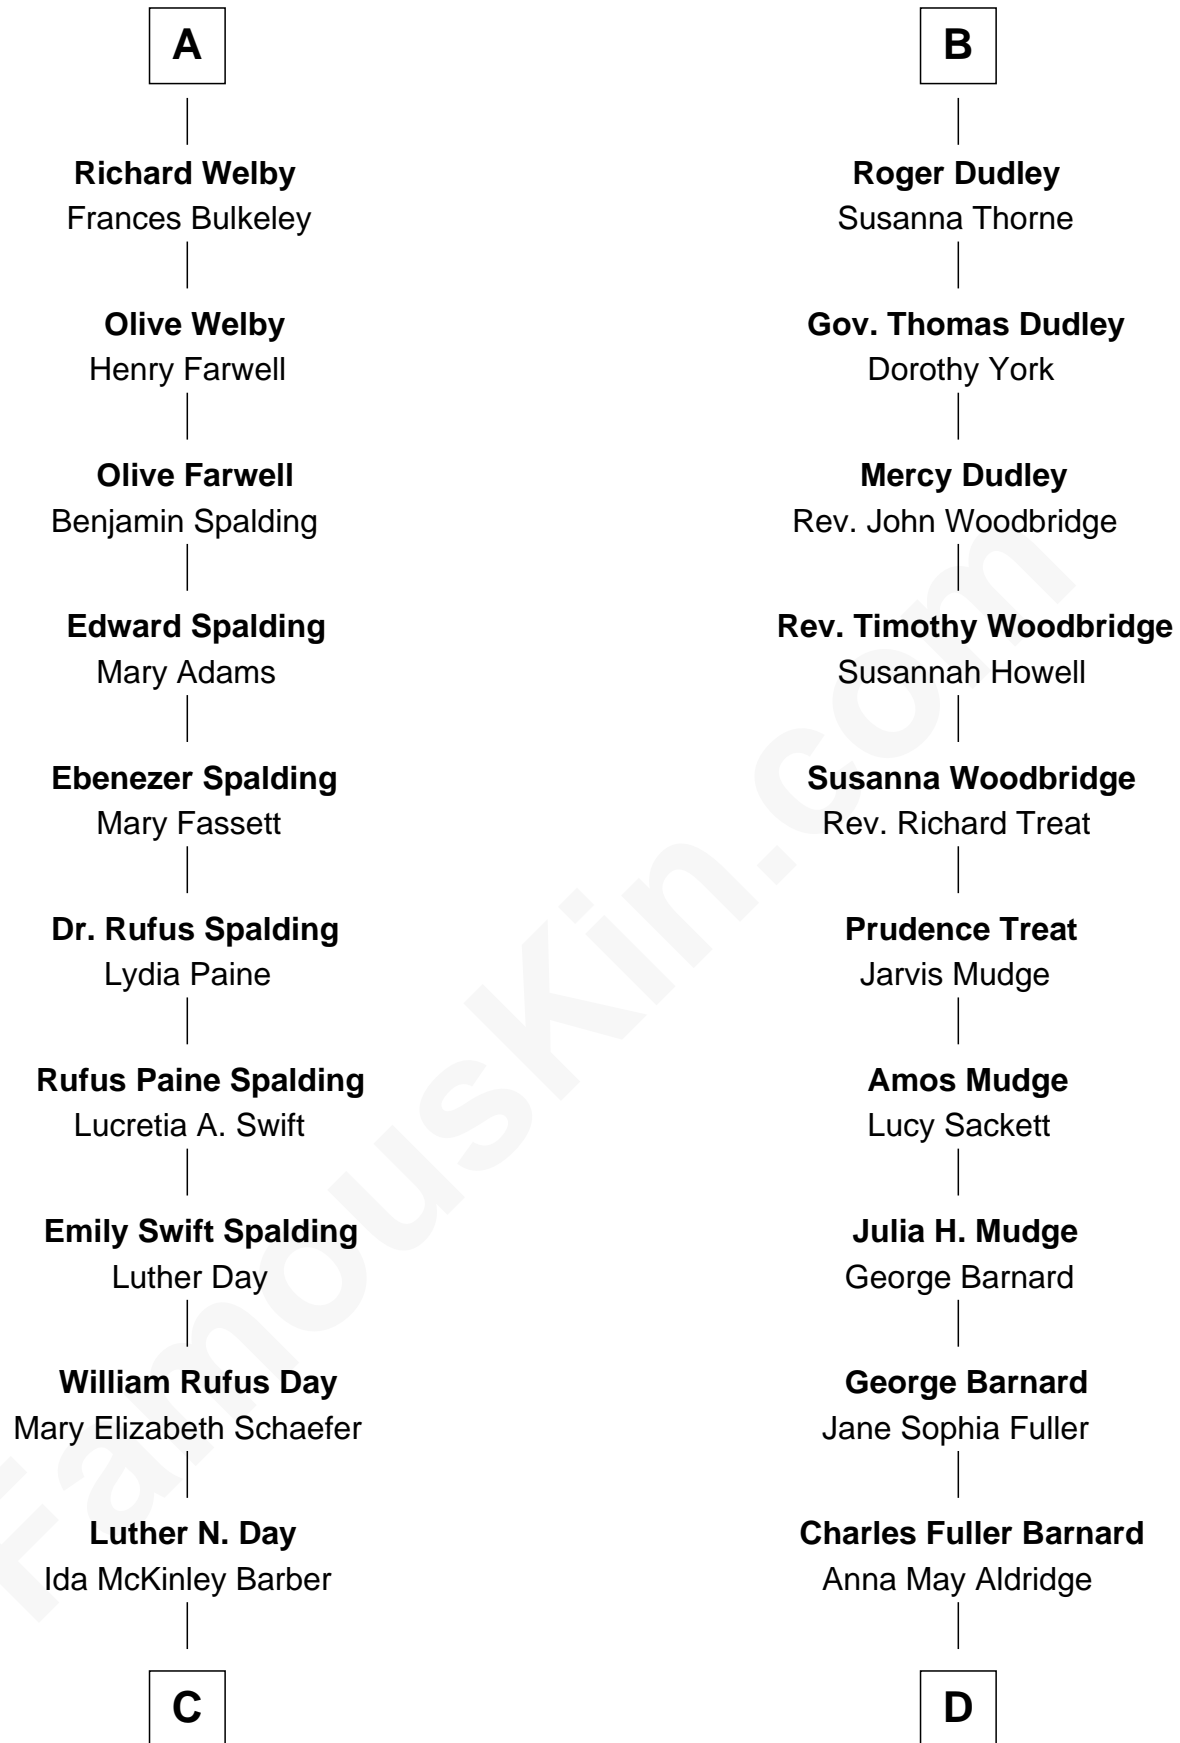 A
Richard Welby
Frances Bulkeley
Olive Welby
Henry Farwell
Olive Farwell
Benjamin Spalding
Edward Spalding
Mary Adams
Ebenezer Spalding
Mary Fassett
Dr. Rufus Spalding
Lydia Paine
Rufus Paine Spalding
Lucretia A. Swift
Emily Swift Spalding
Luther Day
William Rufus Day
Mary Elizabeth Schaefer
Luther N. Day
Ida McKinley Barber
C
B
Roger Dudley
Susanna Thorne
Gov. Thomas Dudley
Dorothy York
Mercy Dudley
Rev. John Woodbridge
Rev. Timothy Woodbridge
Susannah Howell
Susanna Woodbridge
Rev. Richard Treat
Prudence Treat
Jarvis Mudge
Amos Mudge
Lucy Sackett
Julia H. Mudge
George Barnard
George Barnard
Jane Sophia Fuller
Charles Fuller Barnard
Anna May Aldridge
D
FamousKin.com